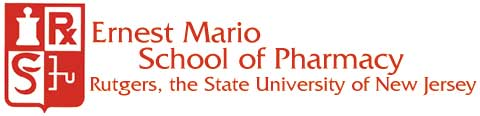 Rx
Ernest Mario
School of Pharmacy
Rutgers, the State University of New Jersey